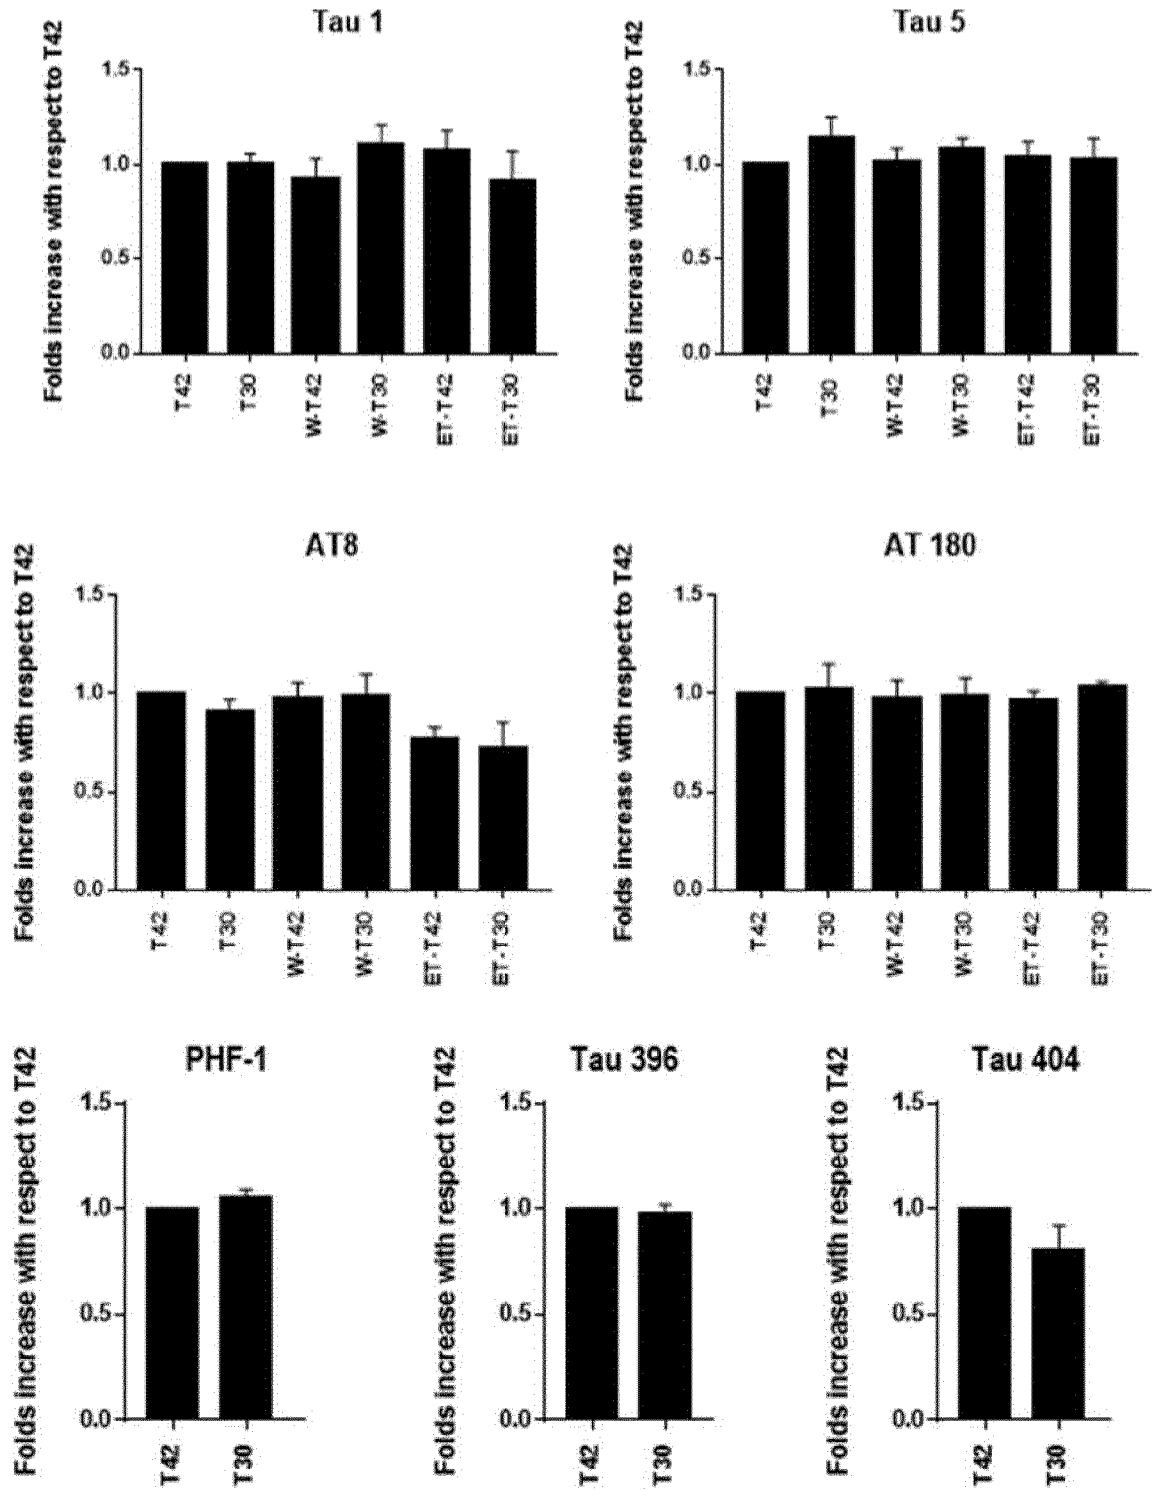 Tau 1
Folds increase with respect to T42
1.5
1.0
0.5
0.0
T42
T30
W-T42
W-T30
ET-T42
ET-T30
Tau 5
Folds increase with respect to T42
1.5
1.0
0.5
0.0
T42
T30
W-T42
W-T30
ET-T42
ET-T30
AT8
Folds increase with respect to T42
1.5
1.0
0.5
0.0
T42
T30
W-T42
W-T30
ET-T42
ET-T30
AT 180
Folds increase with respect to T42
1.5
1.0
0.5
0.0
T42
T30
W-T42
W-T30
ET-T42
ET-T30
PHF-1
Folds increase with respect to T42
1.5
1.0
0.5
0.0
T42
T30
Tau 396
Folds increase with respect to T42
1.5
1.0
0.5
0.0
T42
T30
Tau 404
Folds increase with respect to T42
1.5
1.0
0.5
0.0
T42
T30